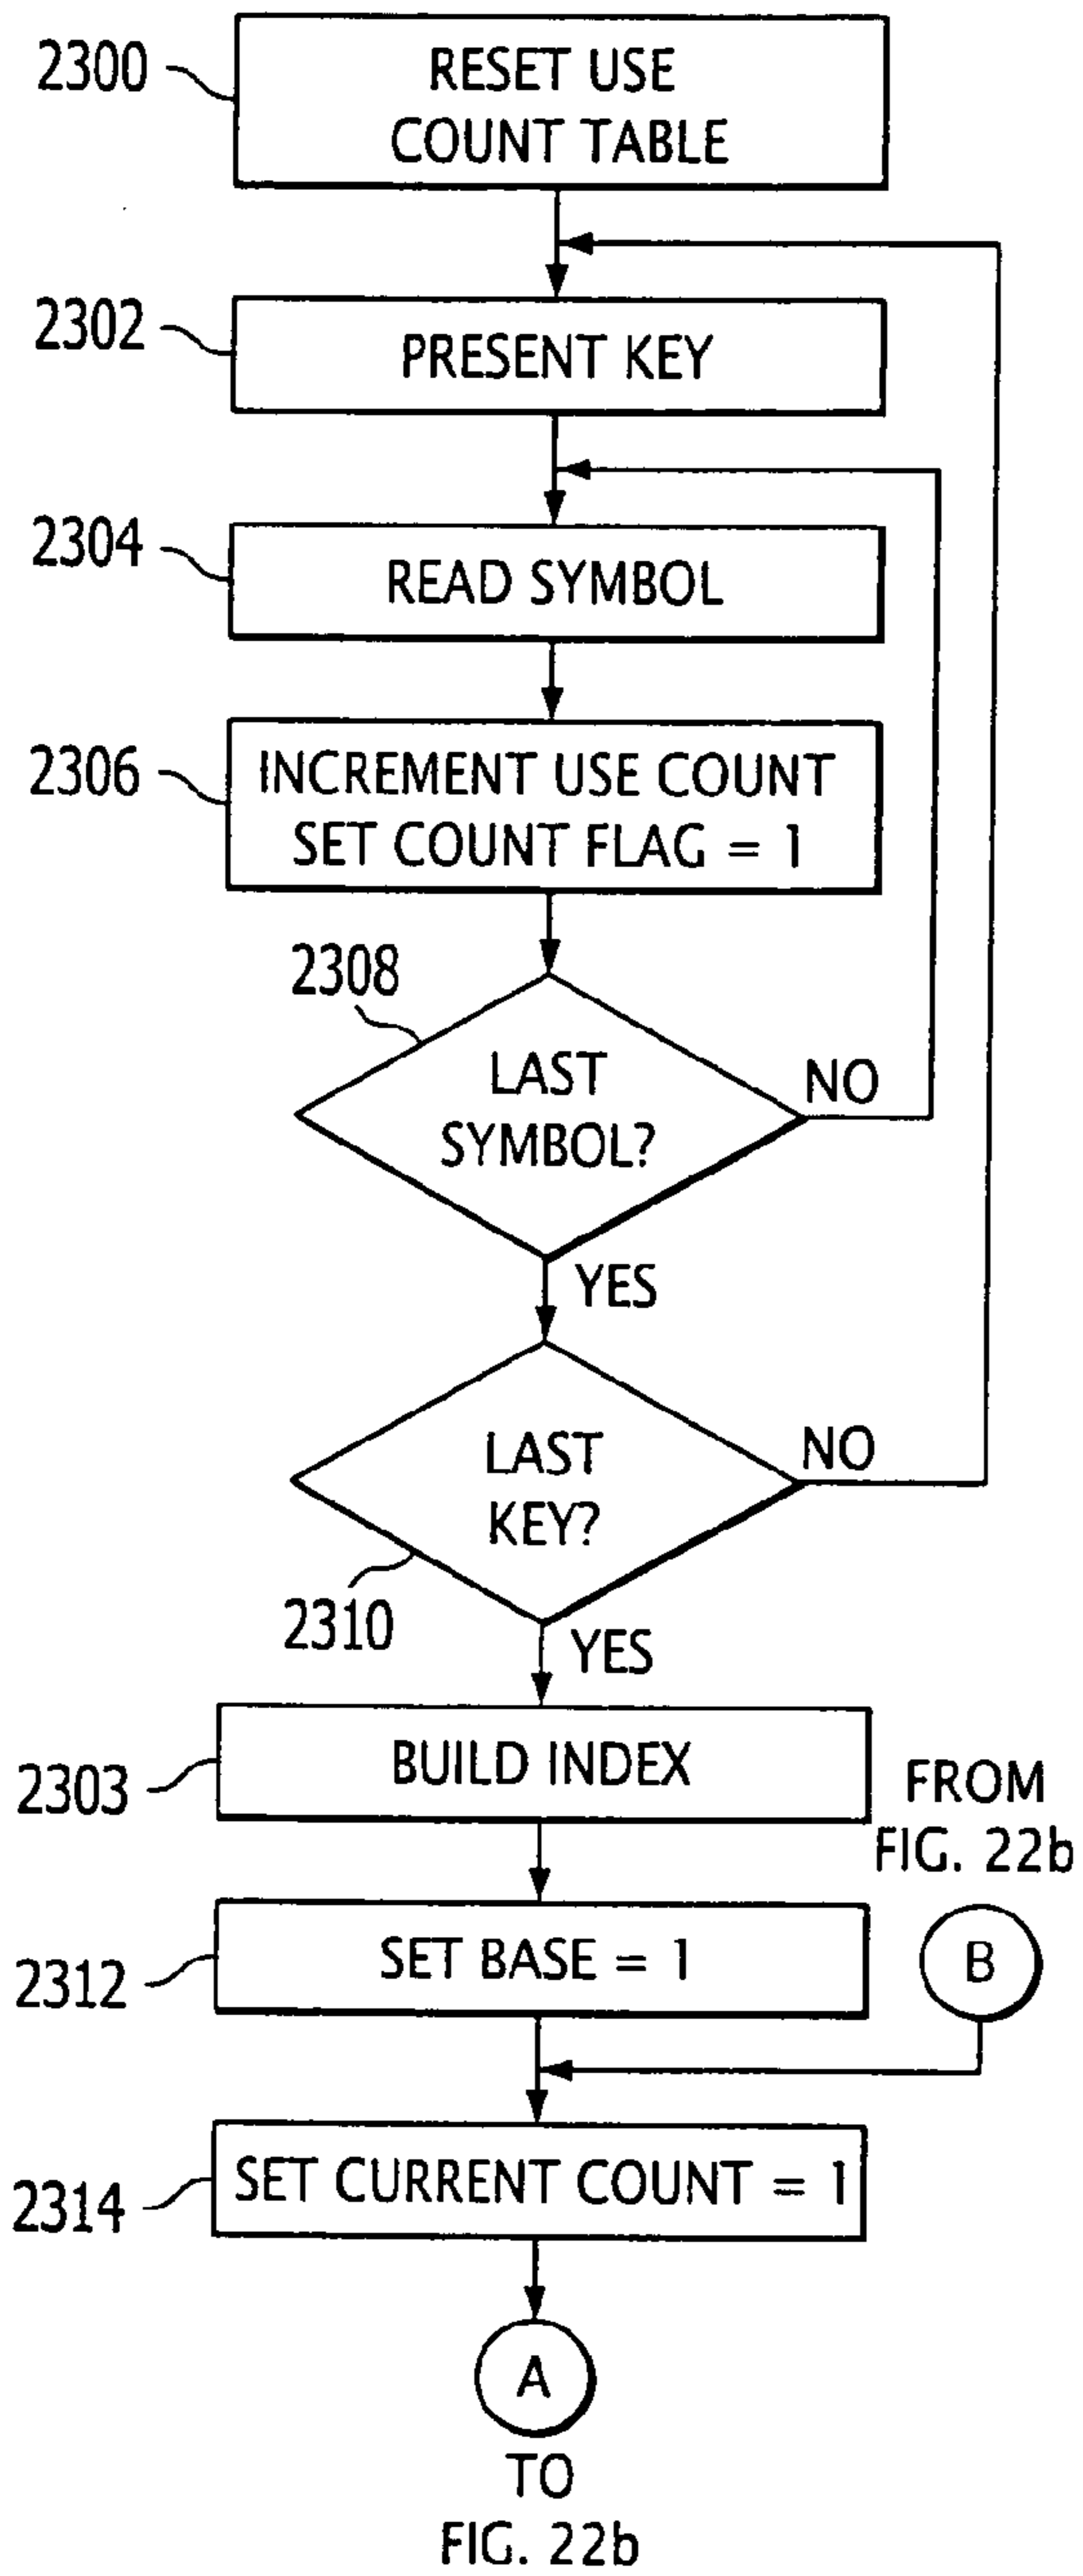 2300
RESET USE
COUNT TABLE
2302
PRESENT KEY
2304
READ SYMBOL
2306
INCREMENT USE COUNT
SET COUNT FLAG = 1
2308
LAST
SYMBOL?
NO
YES
LAST
KEY?
NO
2310
YES
2303
BUILD INDEX
FROM
FIG. 22b
2312
SET BASE = 1
B
2314
SET CURRENT COUNT = 1
A
TO
FIG. 22b